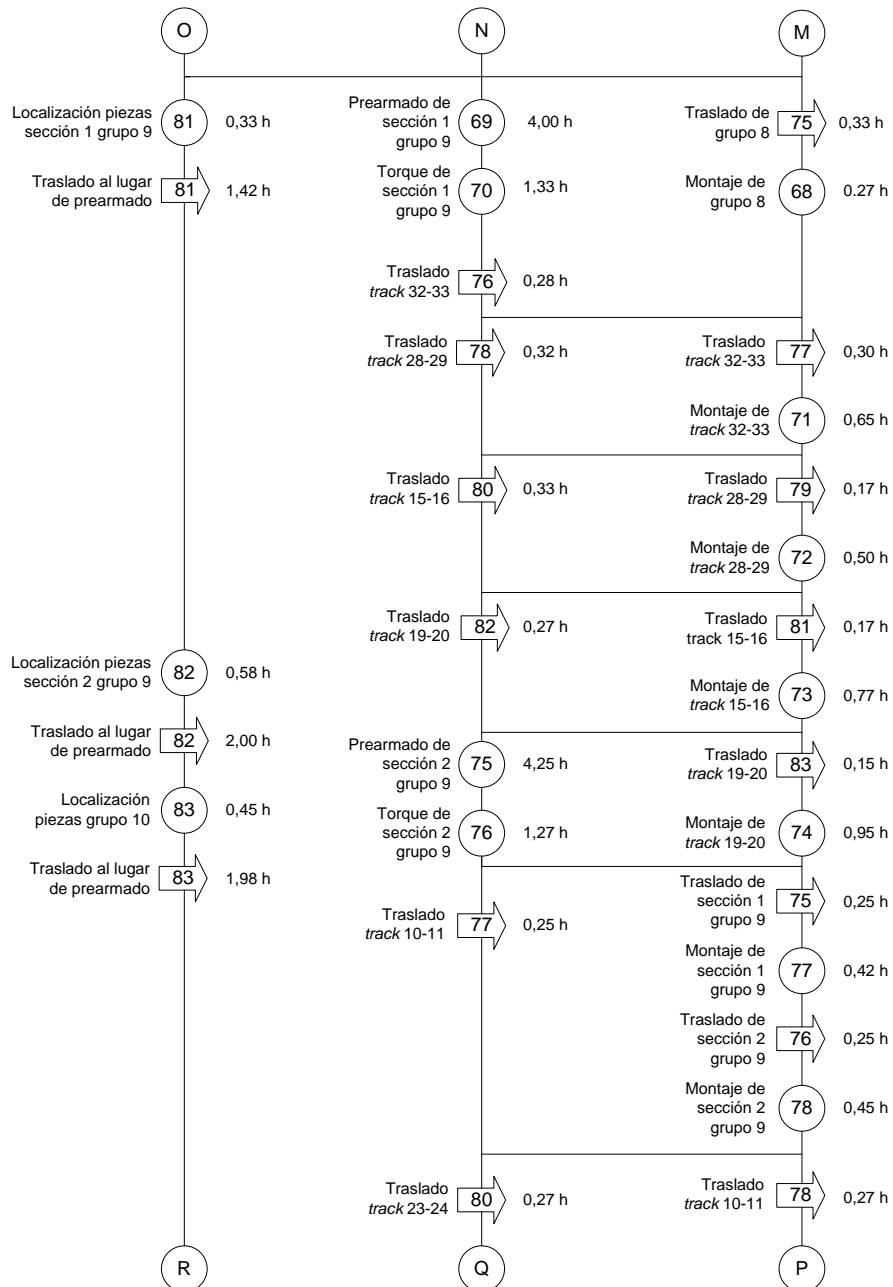 O
N
M
Localización piezas
sección 1 grupo 9
81
0,33 h
Prearmado de
sección 1
grupo 9
69
4,00 h
Traslado de
grupo 8
75
0,33 h
Traslado al lugar
de prearmado
81
1,42 h
Torque de
sección 1
grupo 9
70
1,33 h
Montaje de
grupo 8
68
0.27 h
Traslado
track 32-33
76
0,28 h
Traslado
track 28-29
78
0,32 h
Traslado
track 32-33
77
0,30 h
Montaje de
track 32-33
71
0,65 h
Traslado
track 15-16
80
0,33 h
Traslado
track 28-29
79
0,17 h
Montaje de
track 28-29
72
0,50 h
Traslado
track 19-20
82
0,27 h
Traslado
track 15-16
81
0,17 h
Localización piezas
sección 2 grupo 9
82
0,58 h
Montaje de
track 15-16
73
0,77 h
Traslado al lugar
de prearmado
82
2,00 h
Prearmado de
sección 2
grupo 9
75
4,25 h
Traslado
track 19-20
83
0,15 h
Localización
piezas grupo 10
83
0,45 h
Torque de
sección 2
grupo 9
76
1,27 h
Montaje de
track 19-20
74
0,95 h
Traslado al lugar
de prearmado
83
1,98 h
Traslado
track 10-11
77
0,25 h
Traslado de
sección 1
grupo 9
75
0,25 h
Montaje de
sección 1
grupo 9
77
0,42 h
Traslado de
sección 2
grupo 9
76
0,25 h
Montaje de
sección 2
grupo 9
78
0,45 h
Traslado
track 23-24
80
0,27 h
Traslado
track 10-11
78
0,27 h
R
Q
P